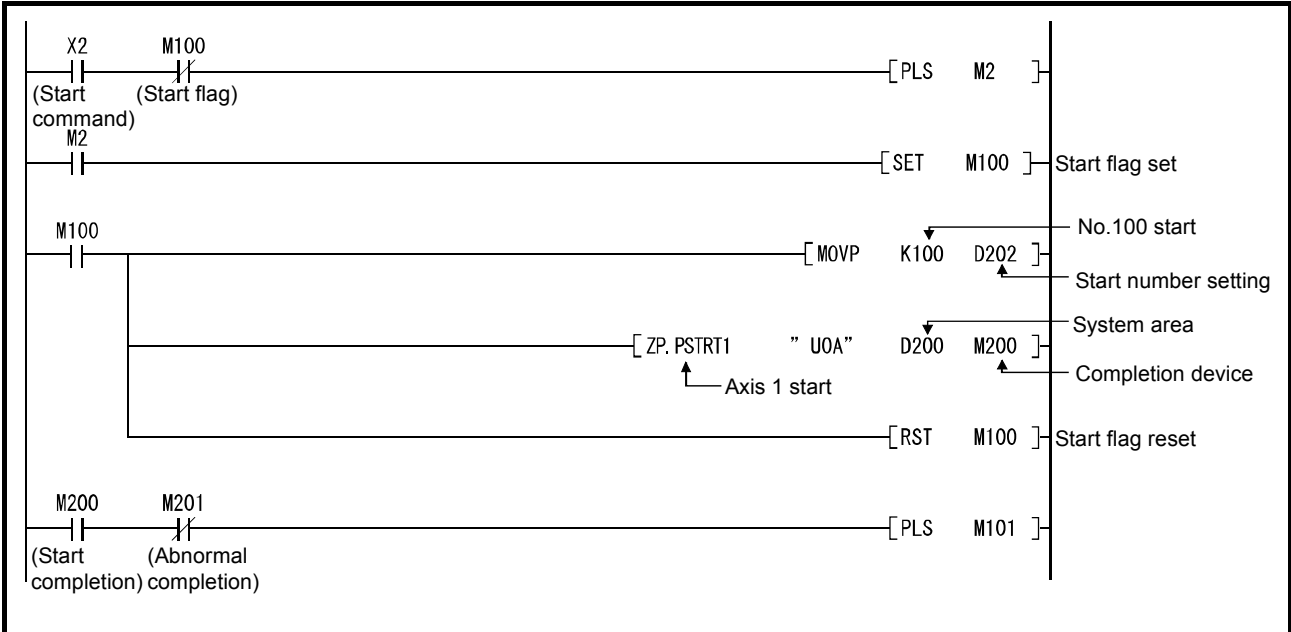 X2 M100
[PLS M2 ]
(Start (Start flag)
command)
M2
[SET M100 ] Start flag set
M100
No.100 start
[MOVP K100 D202 ]
Start number setting
System area
[ZP.PSTRT1 " U0A" D200 M200 ]
Completion device
Axis 1 start
[RST M100 ] Start flag reset
M200 M201
[PLS M101 ]
(Start (Abnormal
completion) completion)